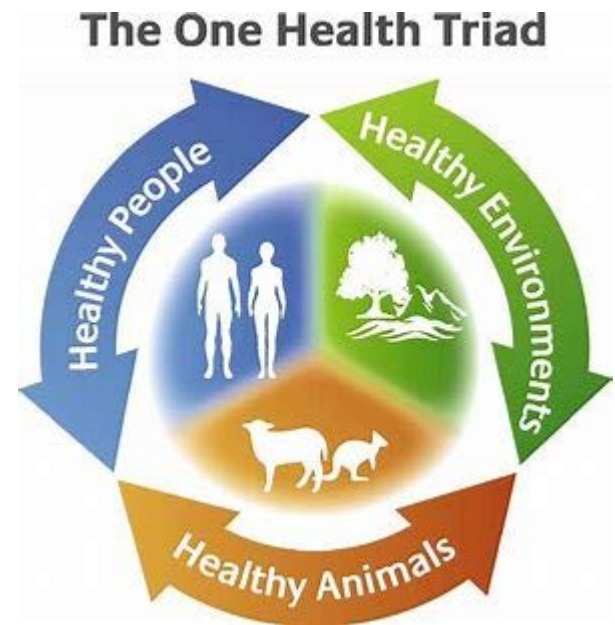 The One Health Triad
Healthy People
Healthy Environments
Healthy Animals